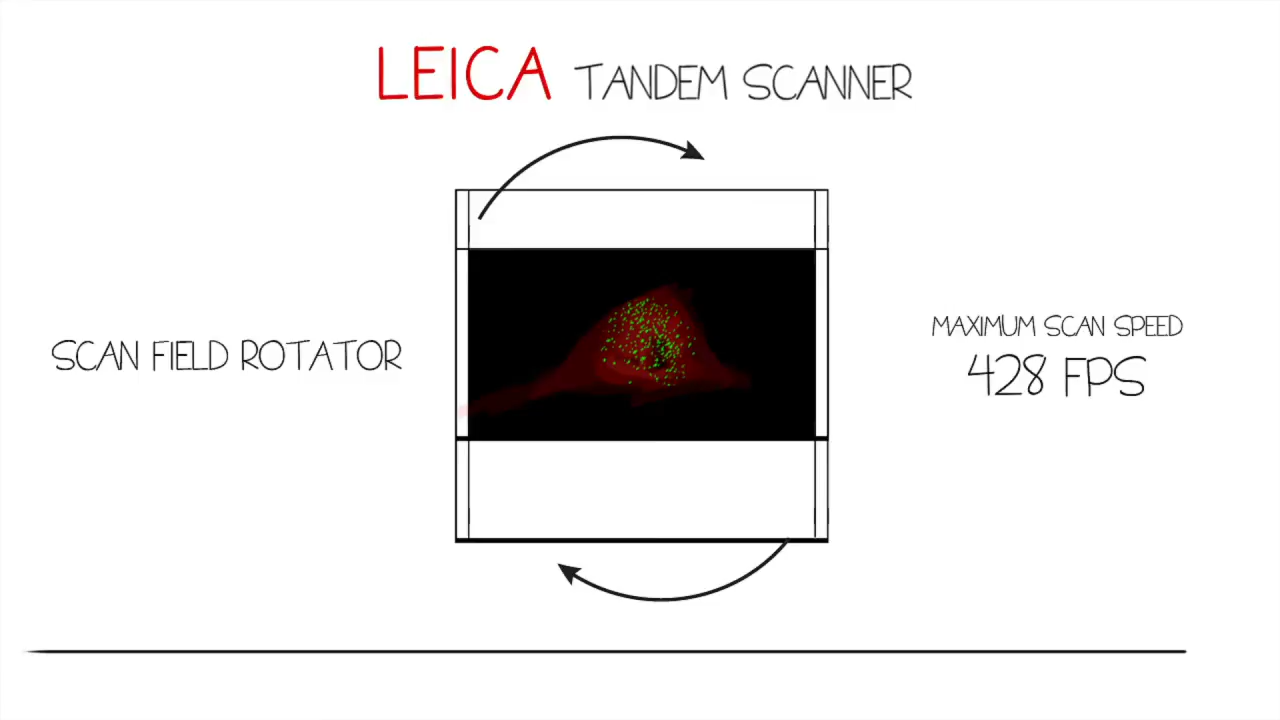 LEICA TANDEM SCANNER
SCAN FIELD ROTATOR
MAXIMUM SCAN SPEED
428 FPS